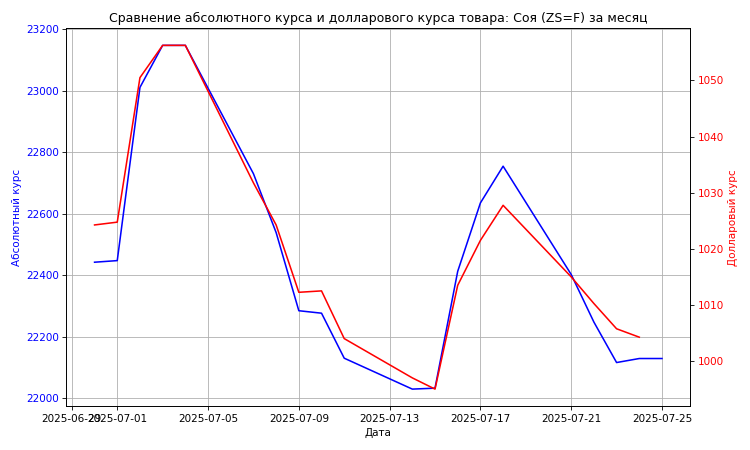 Сравнение абсолютного курса и долларового курса товара: Соя (ZS=F) за месяц
23200
23000
22800
22600
22400
22200
22000
Абсолютный курс
1050
1040
1030
1020
1010
1000
Долларовый курс
2025-06-29 2025-07-01 2025-07-05 2025-07-09 2025-07-13 2025-07-17 2025-07-21 2025-07-25
Дата